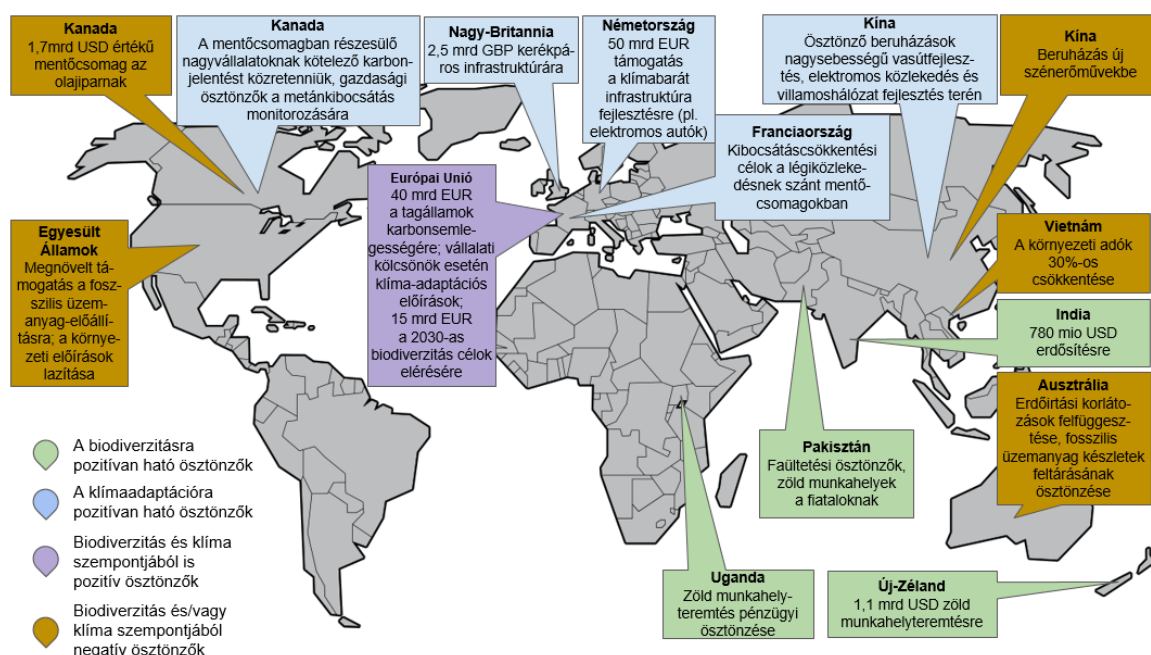 Kanada
1,7mrd USD értékű
mentőcsomag az
olajiparnak
Kanada
A mentőcsomagban részesülő
nagyvállalatoknak kötelező karbon-
jelentést közretenniük, gazdasági
ösztönzők a metánkibocsátás
monitorozására
Nagy-Britannia
2,5 mrd GBP kerékpá-
ros infrastruktúrára
Németország
50 mrd EUR
támogatás
a klímabarát
infrastruktúra
fejlesztésre (pl.
elektromos autók)
Kína
Ösztönző beruházások
nagysebességű vasútfejlesz-
tés, elektromos közlekedés és
villamoshálózat fejlesztés terén
Kína
Beruházás új
szénerőművekbe
Franciaország
Kibocsátáscsökkentési
célok a légiközleke-
désnek szánt mentő-
csomagokban
Európai Unió
40 mrd EUR
a tagállamok
karbonsemle-
gességére; vállalati
kölcsönök esetén
klíma-adaptációs
előírások;
15 mrd EUR
a 2030-as
biodiverzitás célok
elérésére
Egyesült
Államok
Megnövelt tá-
mogatás a fosz-
szilis üzem-
anyag-előállí-
tásra; a környe-
zeti előírások
lazítása
Vietnám
A környezeti adók
30%-os
csökkentése
India
780 mio USD
erdősítésre
Ausztrália
Erdőirtási korláto-
zások felfüggesz-
tése, fosszilis
üzemanyag készletek
feltárásának
ösztönzése
Pakisztán
Faültetési ösztönzők,
zöld munkahelyek
a fiataloknak
Uganda
Zöld munkahely-
teremtés pénzügyi
ösztönzése
Új-Zéland
1,1 mrd USD zöld
munkahelyteremtésre
A biodiverzitásra
pozitívan ható ösztönzők
A klímaadaptációra
pozitívan ható ösztönzők
Biodiverzitás és klíma
szempontjából is
pozitív ösztönzők
Biodiverzitás és/vagy
klíma szempontjából
negatív ösztönzők